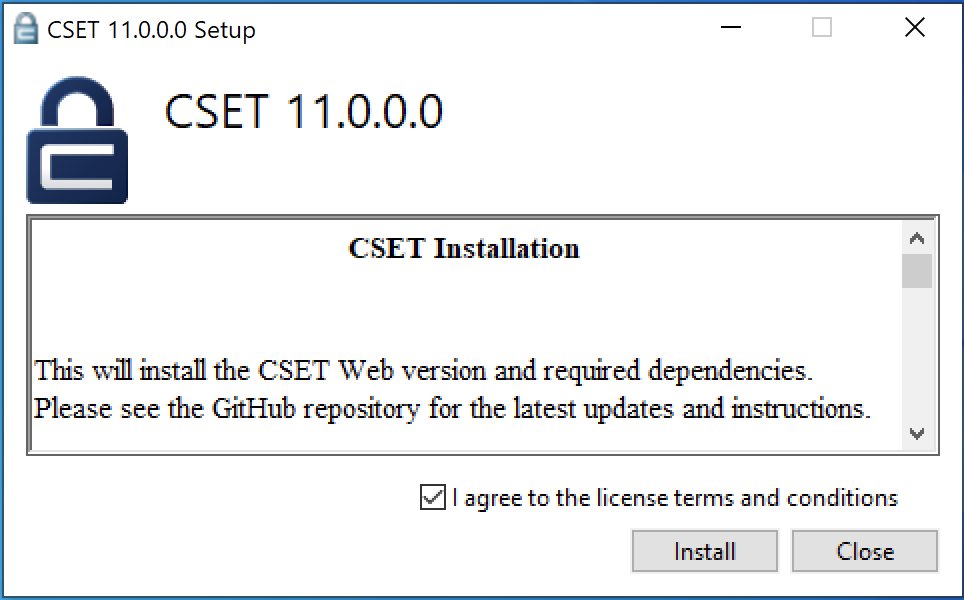 CSET 11.0.0.0 Setup
CSET 11.0.0.0
CSET Installation
This will install the CSET Web version and required dependencies.
Please see the GitHub repository for the latest updates and instructions.
I agree to the license terms and conditions
Install
Close